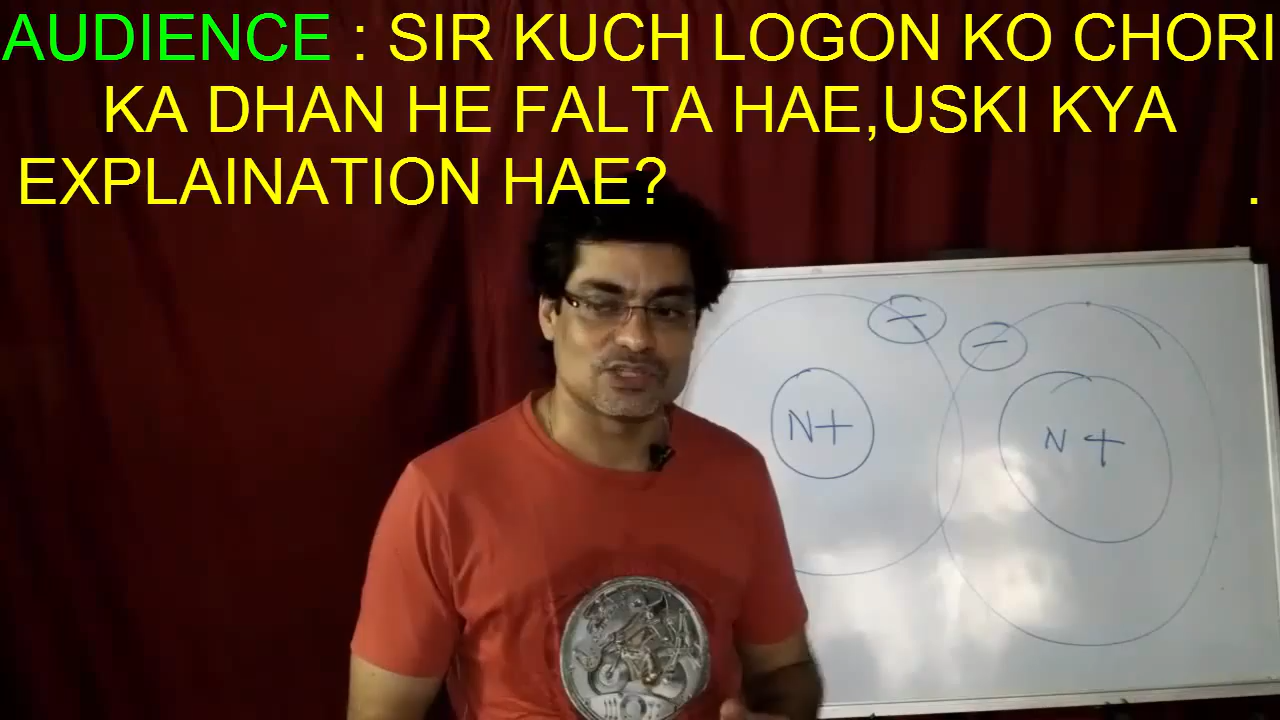 AUDIENCE : SIR KUCH LOGON KO CHORI
KA DHAN HE FALTA HAE,USKI KYA
EXPLAINATION HAE? .
-
-
N+
N +